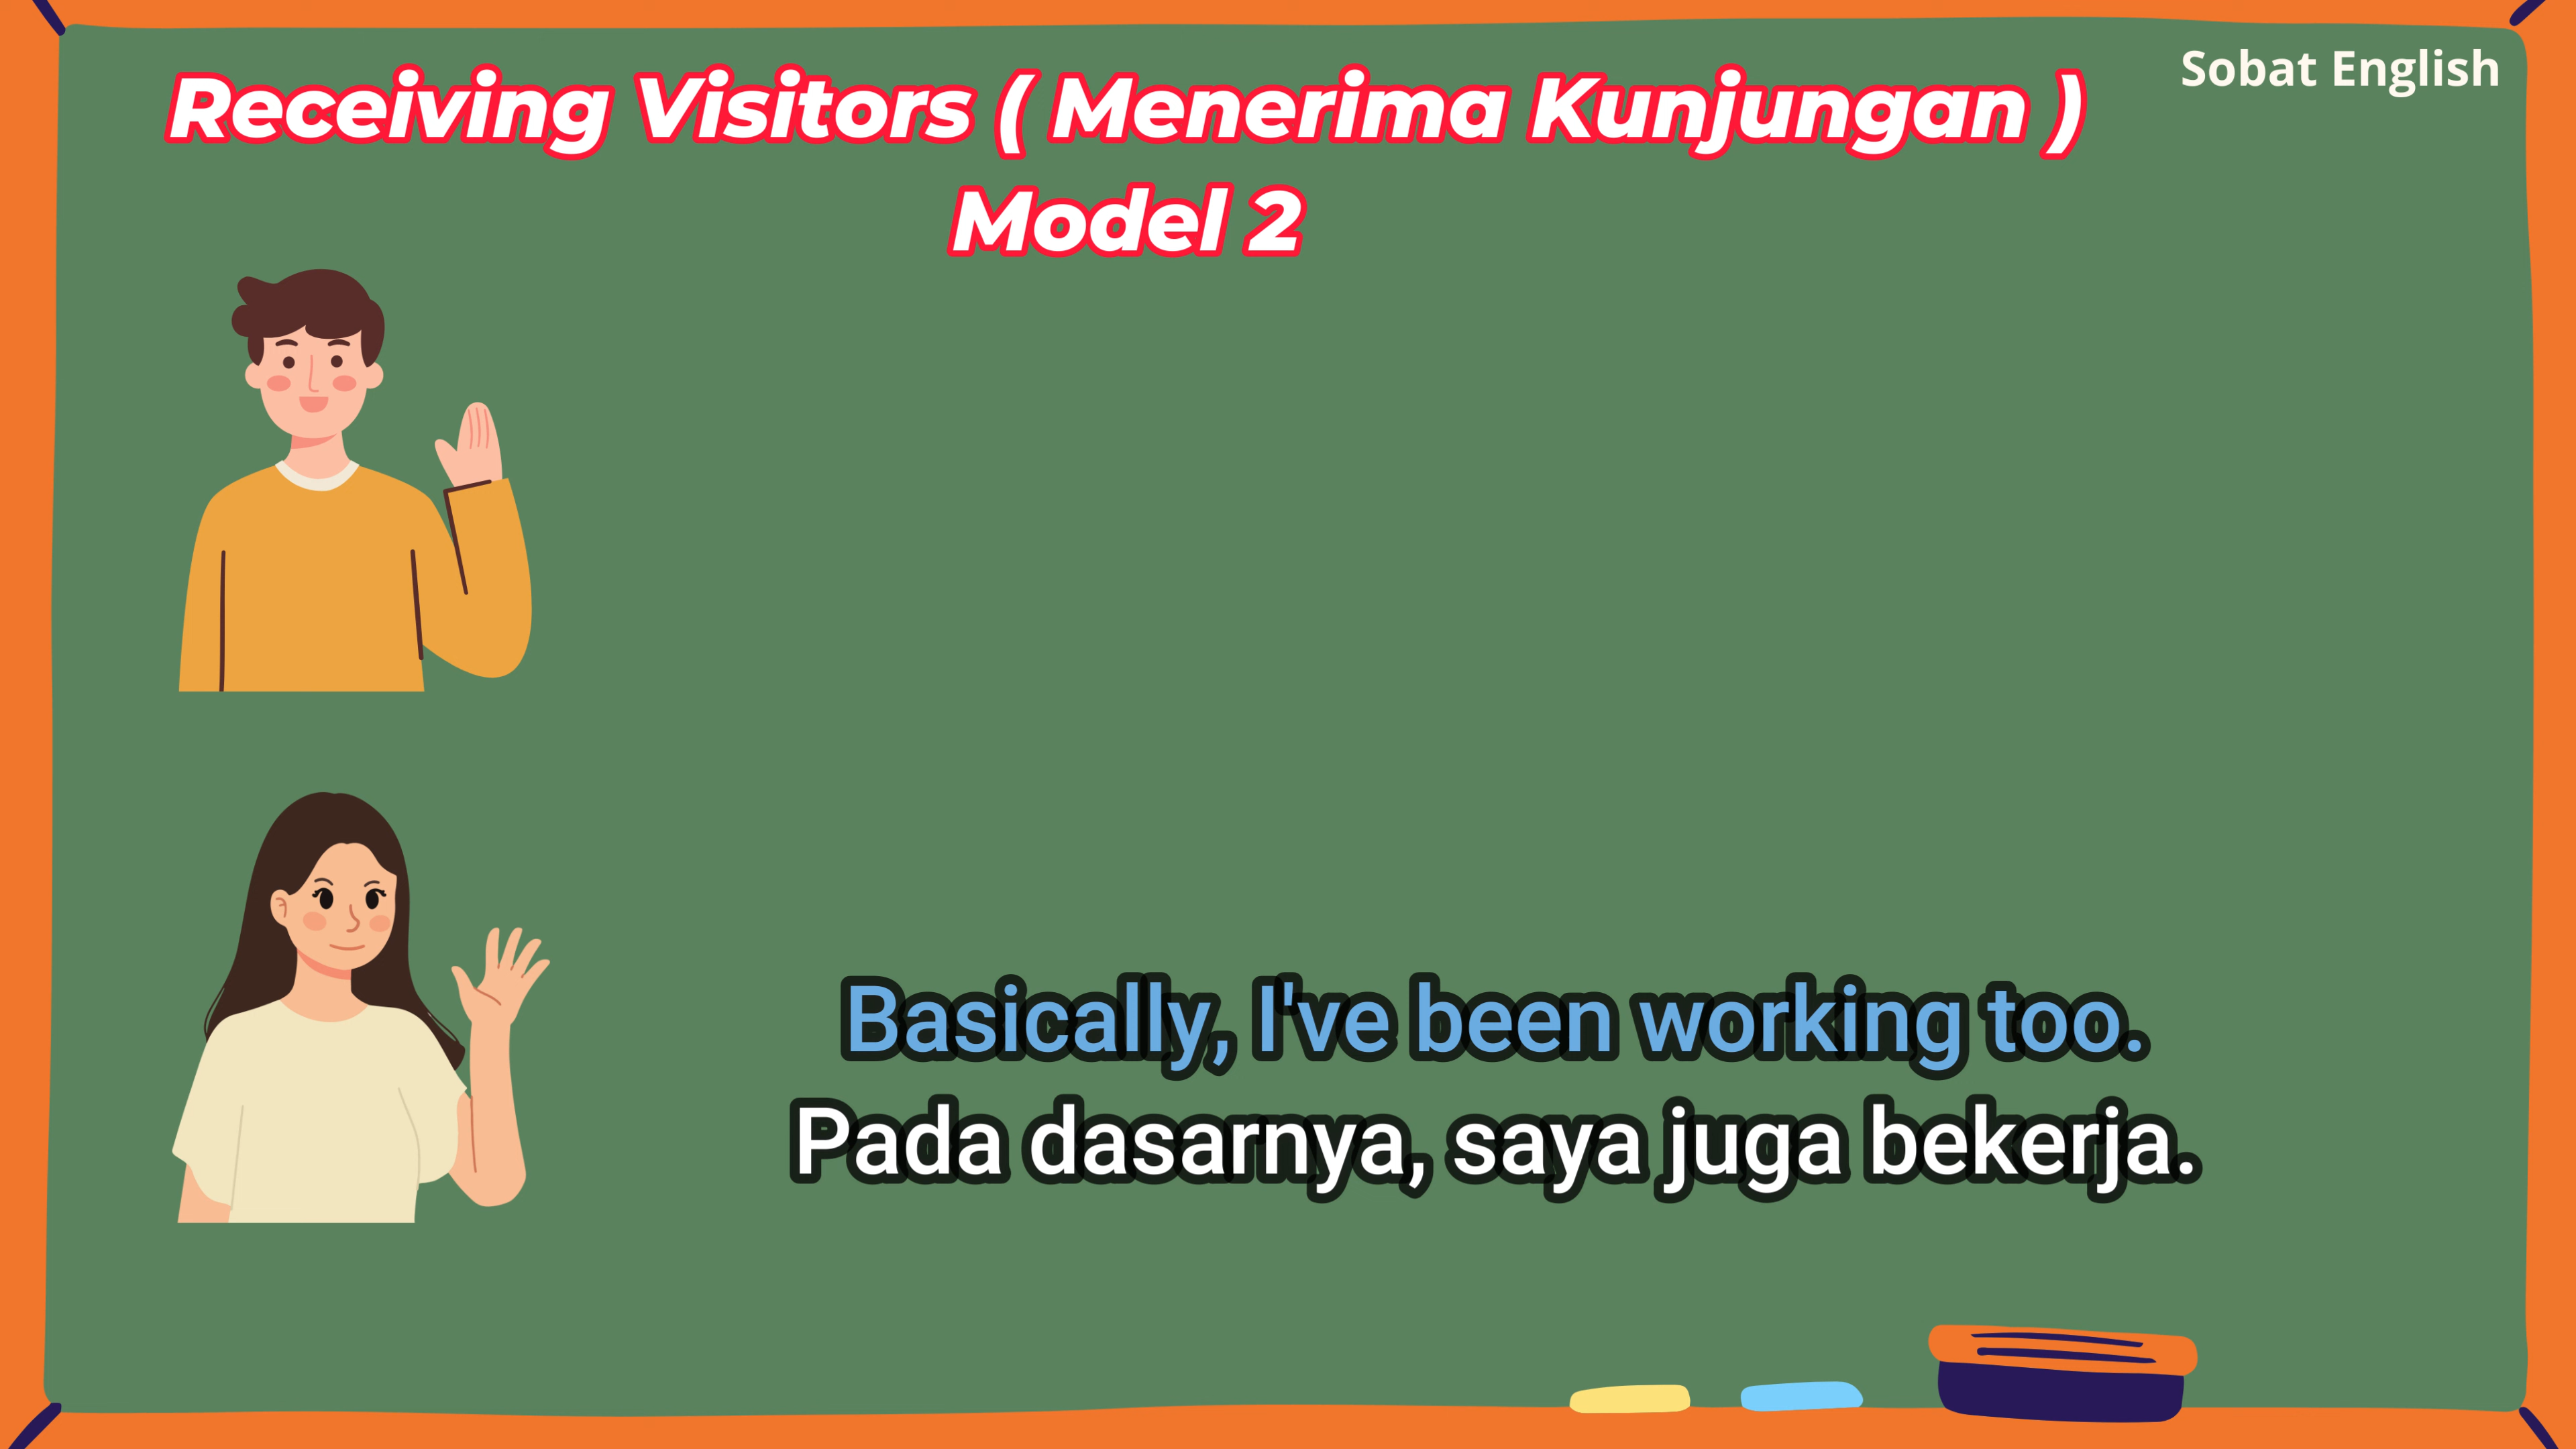 Sobat English
Receiving Visitors ( Menerima Kunjungan )
Model 2
Basically, I've been working too.
Pada dasarnya, saya juga bekerja.